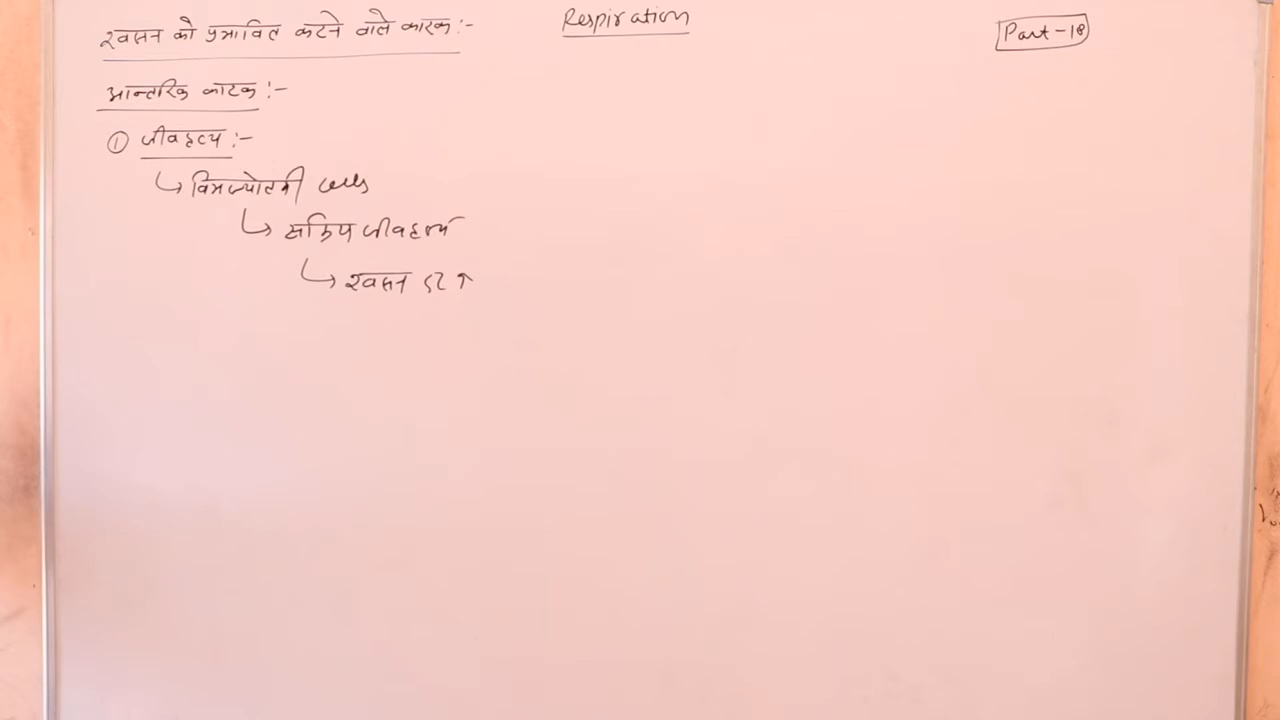 श्वसन को प्रभावित करने वाले कारक :-
Respiration
Part-18
आन्तरिक कारक :-
① जीवद्रव्य :-
↳ विभज्योतकी cells
↳ सक्रिय जीवद्रव्य
↳ श्वसन दर ↑